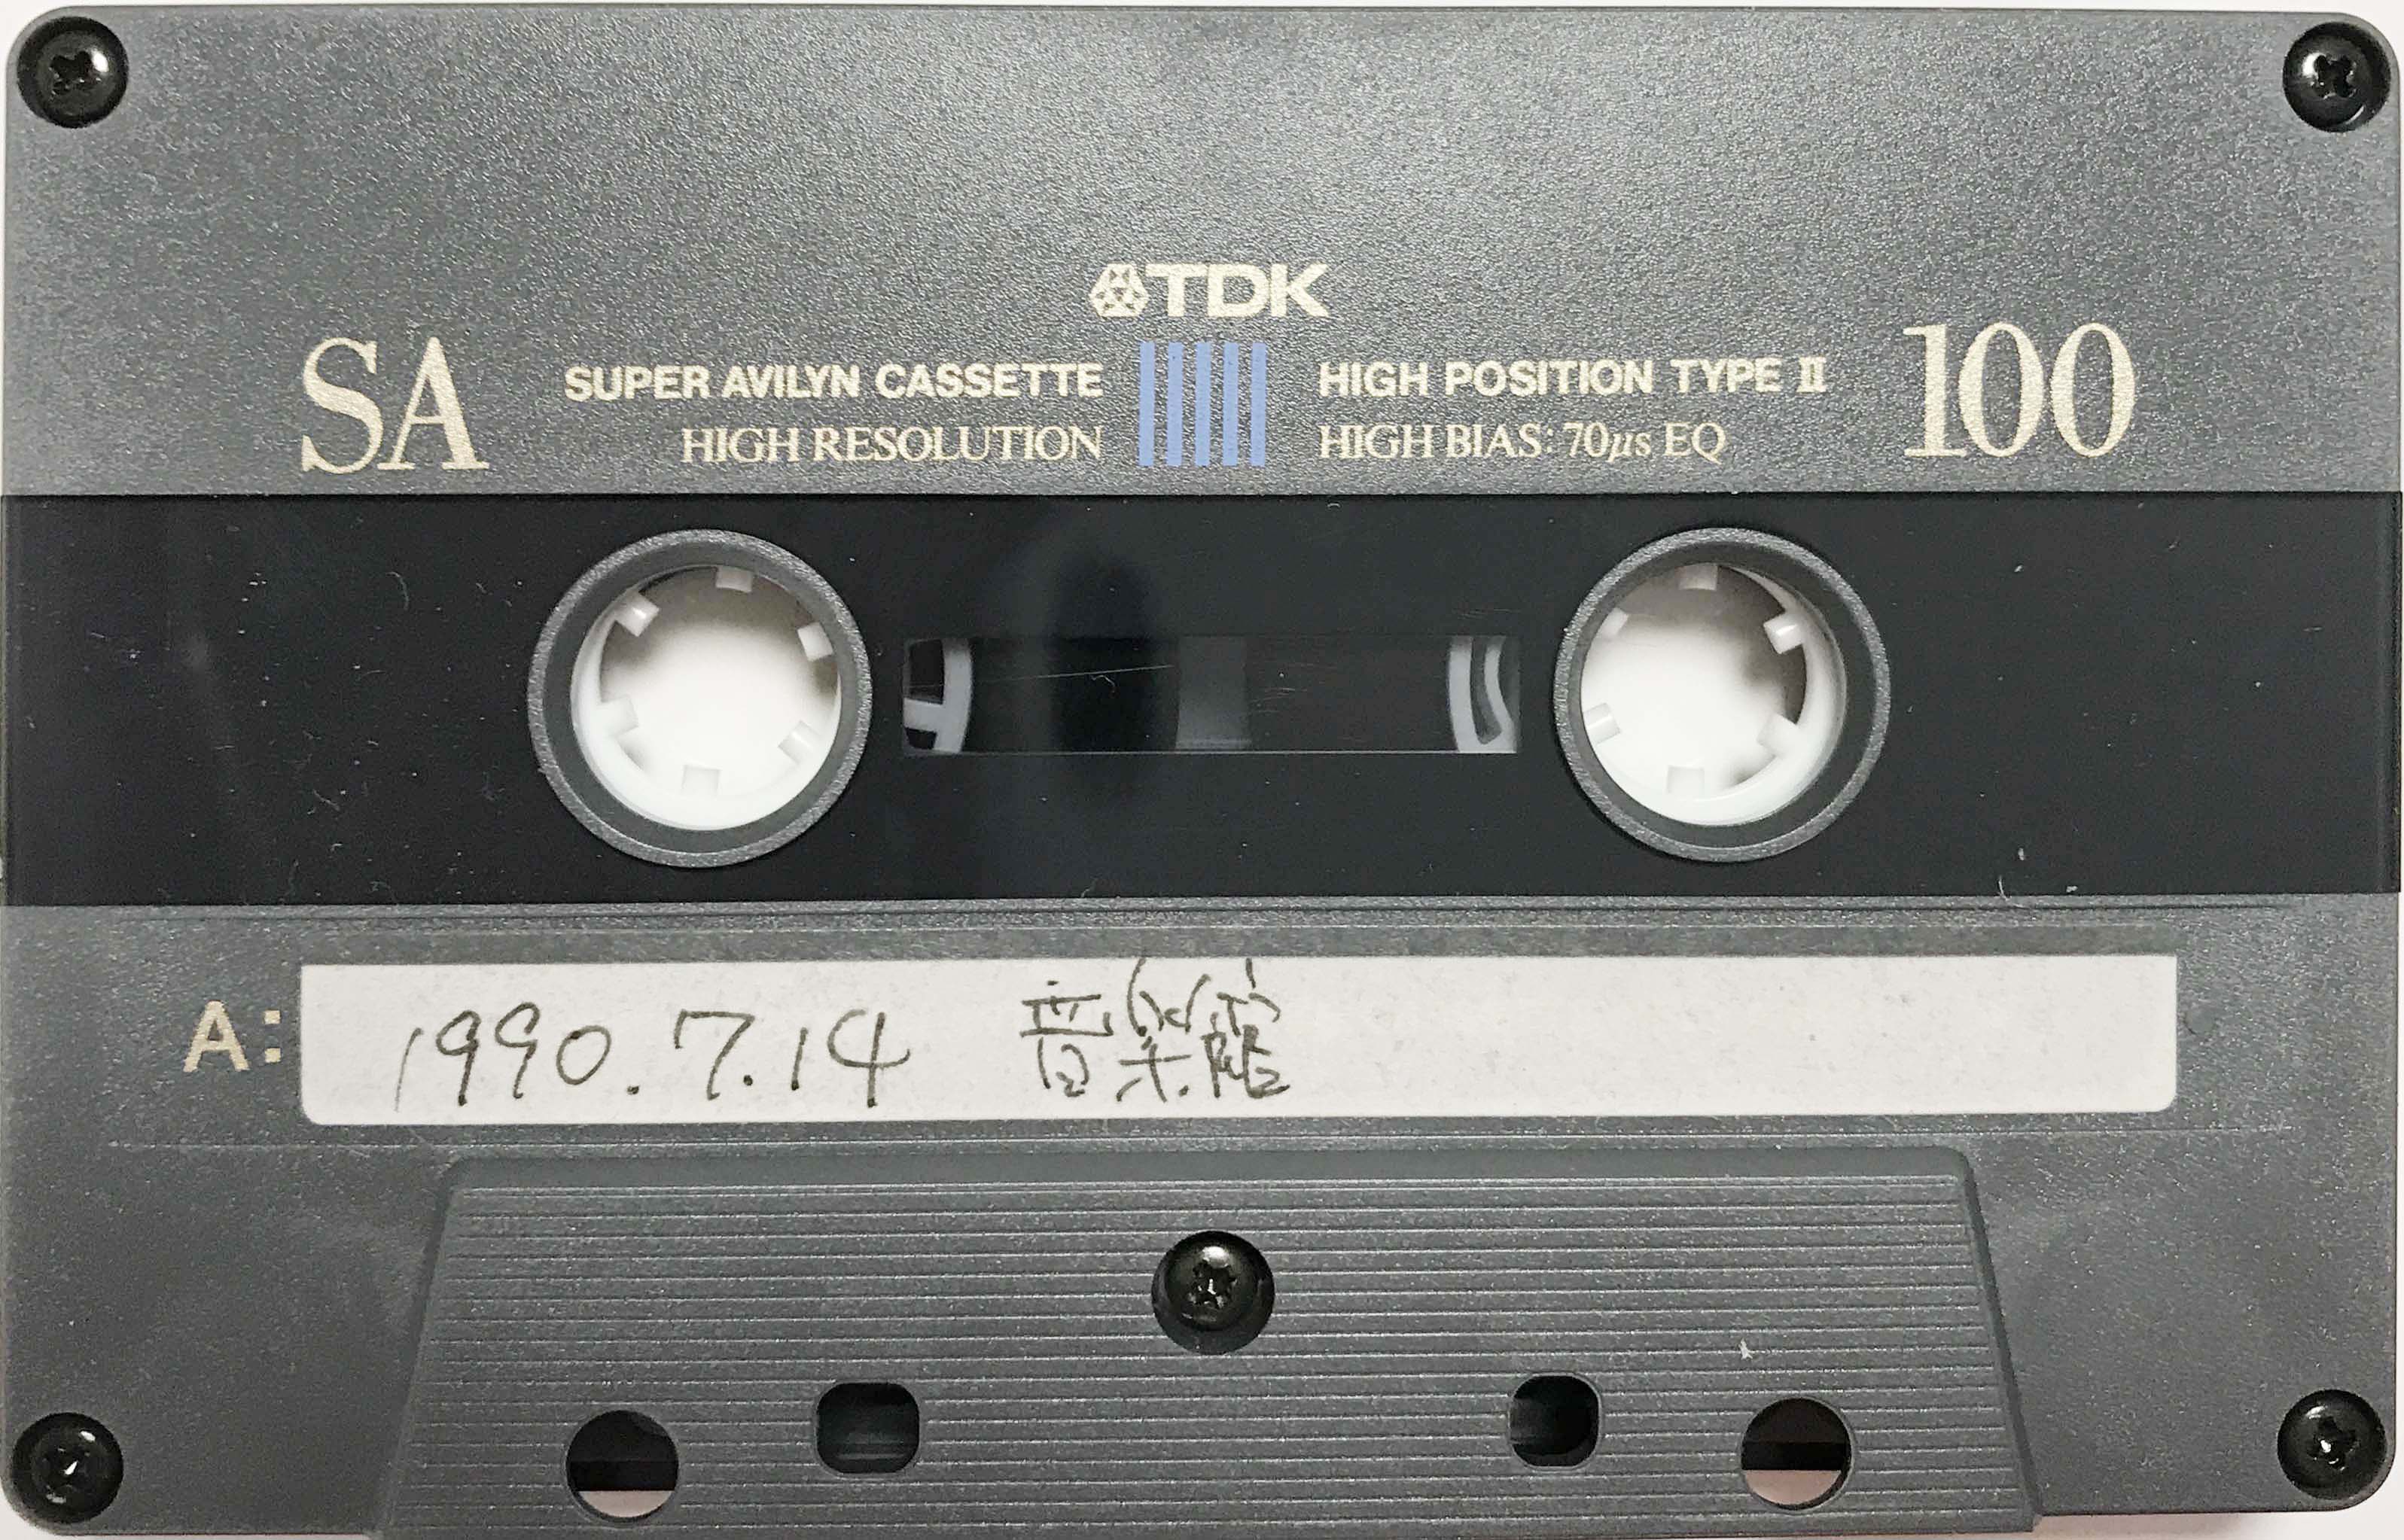 TDK
SA SUPER AVILYN CASSETTE HIGH POSITION TYPE II 100
HIGH RESOLUTION HIGH BIAS: 70μs EQ
A: 1990.7.14 音楽館